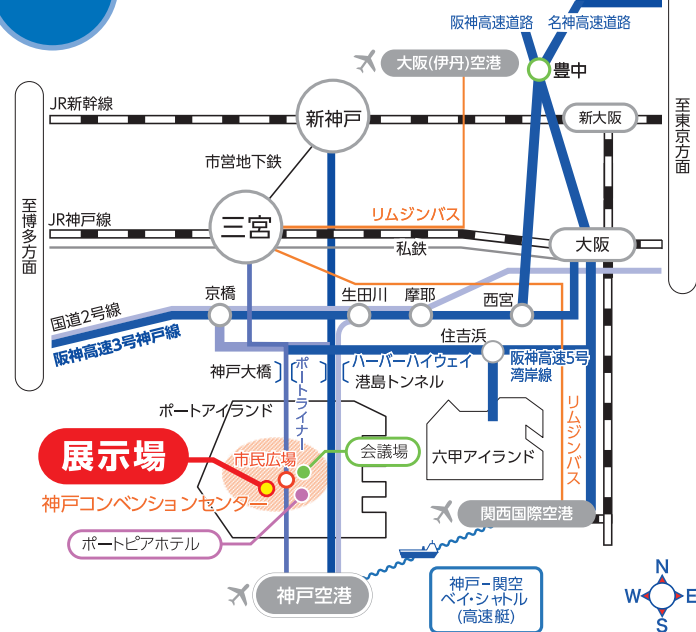 阪神高速道路
名神高速道路
大阪(伊丹)空港
豊中
至東京方面
JR新幹線
新神戸
新大阪
市営地下鉄
至博多方面
リムジンバス
三宮
JR神戸線
私鉄
大阪
京橋
生田川
摩耶
西宮
国道2号線
阪神高速3号神戸線
住吉浜
神戸大橋
ポートライナー
ハーバーハイウェイ
港島トンネル
阪神高速5号
湾岸線
リムジンバス
ポートアイランド
展示場
市民広場
会議場
六甲アイランド
神戸コンベンションセンター
関西国際空港
ポートピアホテル
神戸空港
神戸−関空
ベイ・シャトル
(高速艇)
N
W
E
S